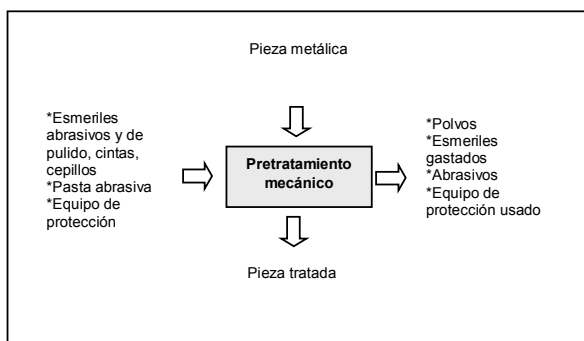 Pieza metálica
*Esmeriles
abrasivos y de
pulido, cintas,
cepillos
*Pasta abrasiva
*Equipo de
protección
Pretratamiento
mecánico
*Polvos
*Esmeriles
gastados
*Abrasivos
*Equipo de
protección usado
Pieza tratada